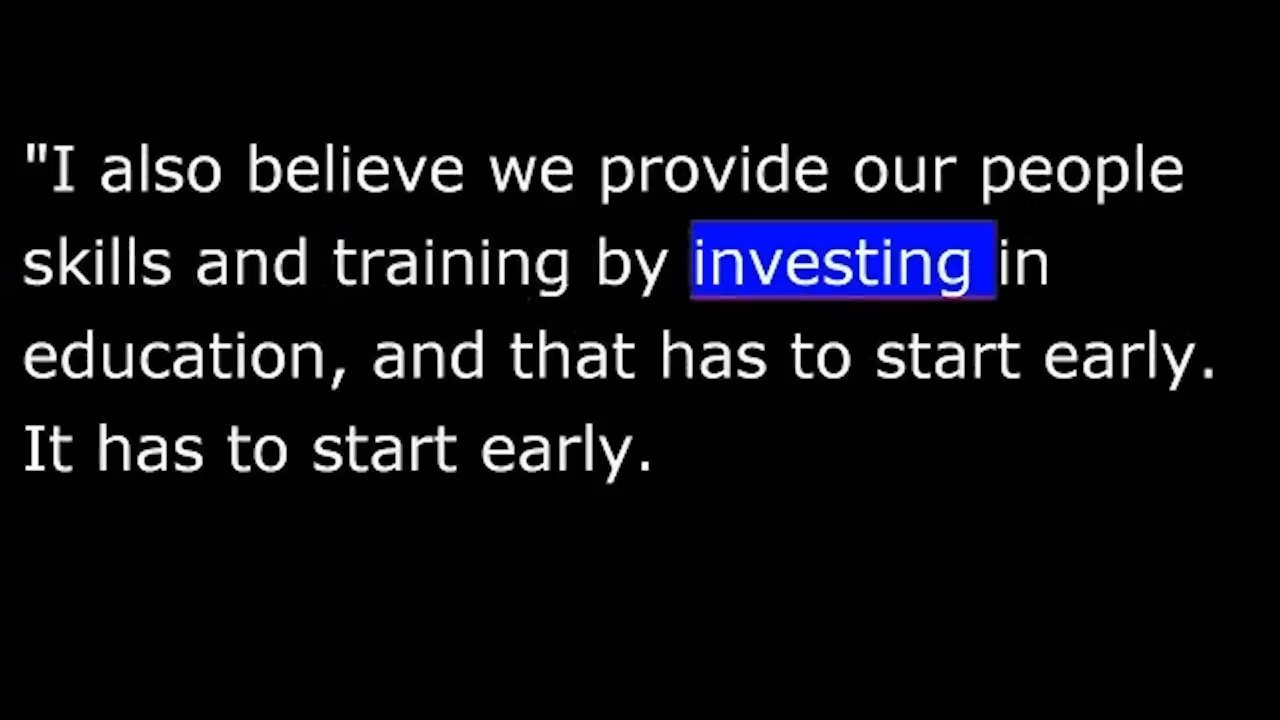 "I also believe we provide our people
skills and training by investing in
education, and that has to start early.
It has to start early.